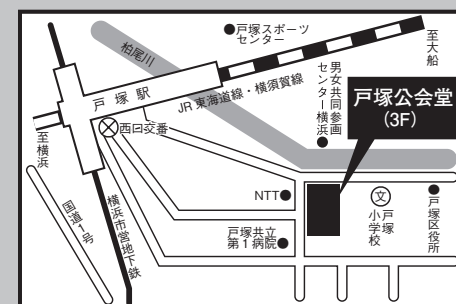 戸塚スポーツ
センター
柏尾川
至大船
戸塚駅
JR東海道線・横須賀線
男女共同参画
センター横浜
戸塚公会堂
(3F)
西口交番
至横浜
国道1号
横浜市営地下鉄
NTT
文
戸塚
小学校
戸塚区役所
戸塚共立
第1病院